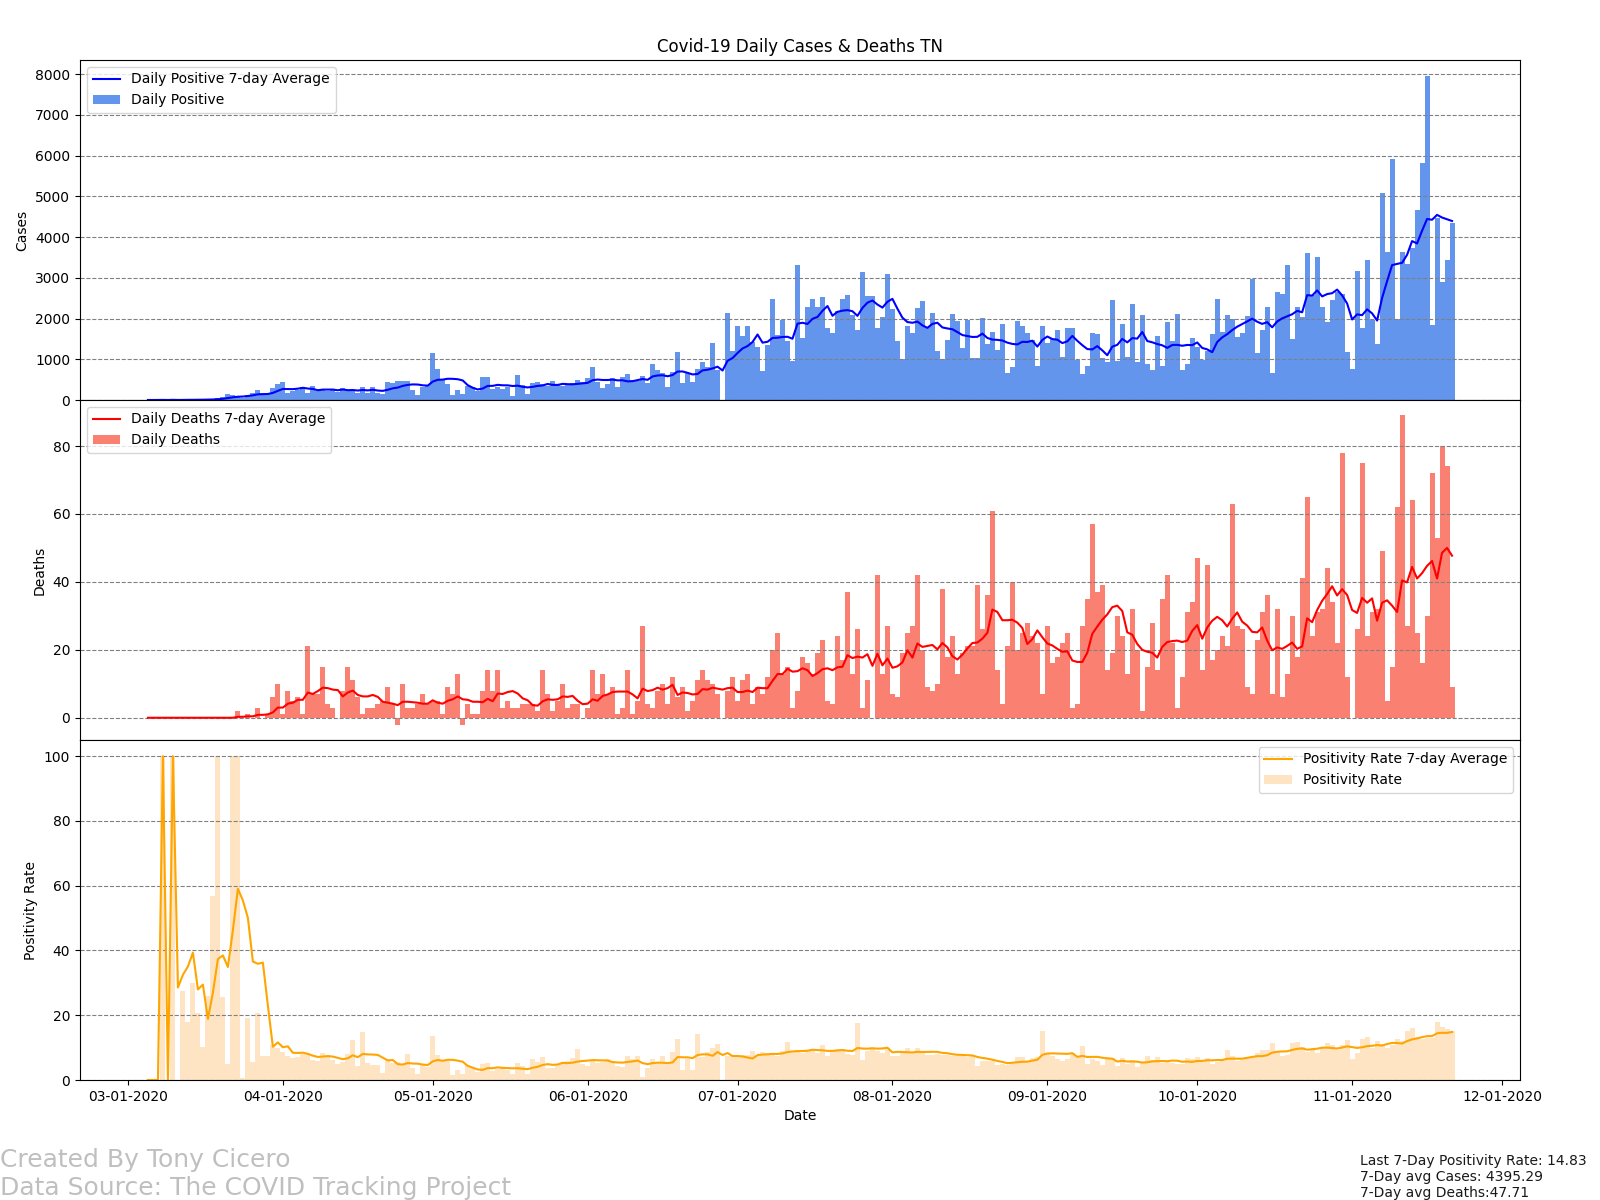 Covid-19 Daily Cases & Deaths TN
Daily Positive 7-day Average
Daily Positive
8000
7000
6000
5000
4000
3000
2000
1000
0
Cases
Daily Deaths 7-day Average
Daily Deaths
80
60
40
20
0
Deaths
Positivity Rate 7-day Average
Positivity Rate
100
80
60
40
20
0
Positivity Rate
03-01-2020 04-01-2020 05-01-2020 06-01-2020 07-01-2020 08-01-2020 09-01-2020 10-01-2020 11-01-2020 12-01-2020
Date
Created By Tony Cicero
Data Source: The COVID Tracking Project
Last 7-Day Positivity Rate: 14.83
7-Day avg Cases: 4395.29
7-Day avg Deaths:47.71